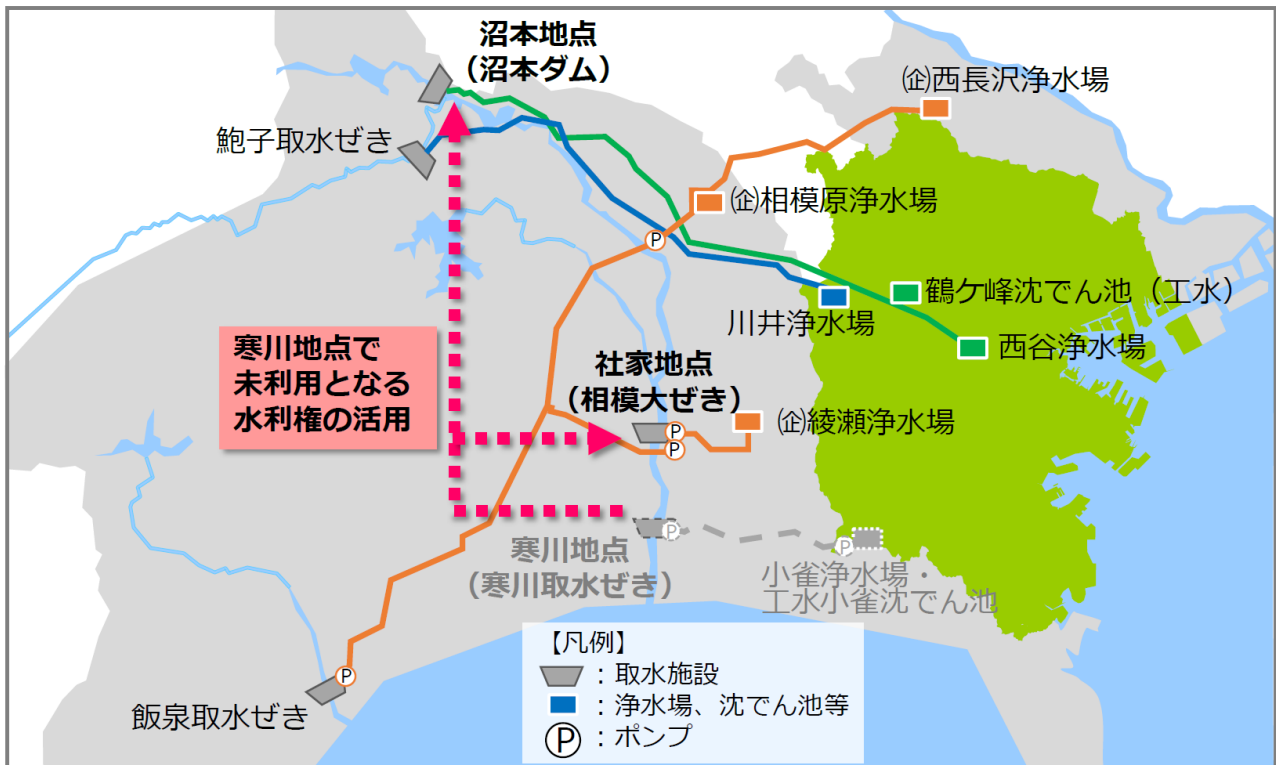 沼本地点
（沼本ダム）
㈽西長沢浄水場
鮑子取水ぜき
㈽相模原浄水場
鶴ケ峰沈でん池（工水）
川井浄水場
西谷浄水場
寒川地点で
未利用となる
水利権の活用
社家地点
（相模大ぜき）
㈽綾瀬浄水場
P
P
P
P
P
P
寒川地点
（寒川取水ぜき）
小雀浄水場・
工水小雀沈でん池
飯泉取水ぜき
【凡例】
：取水施設
：浄水場、沈でん池等
P：ポンプ